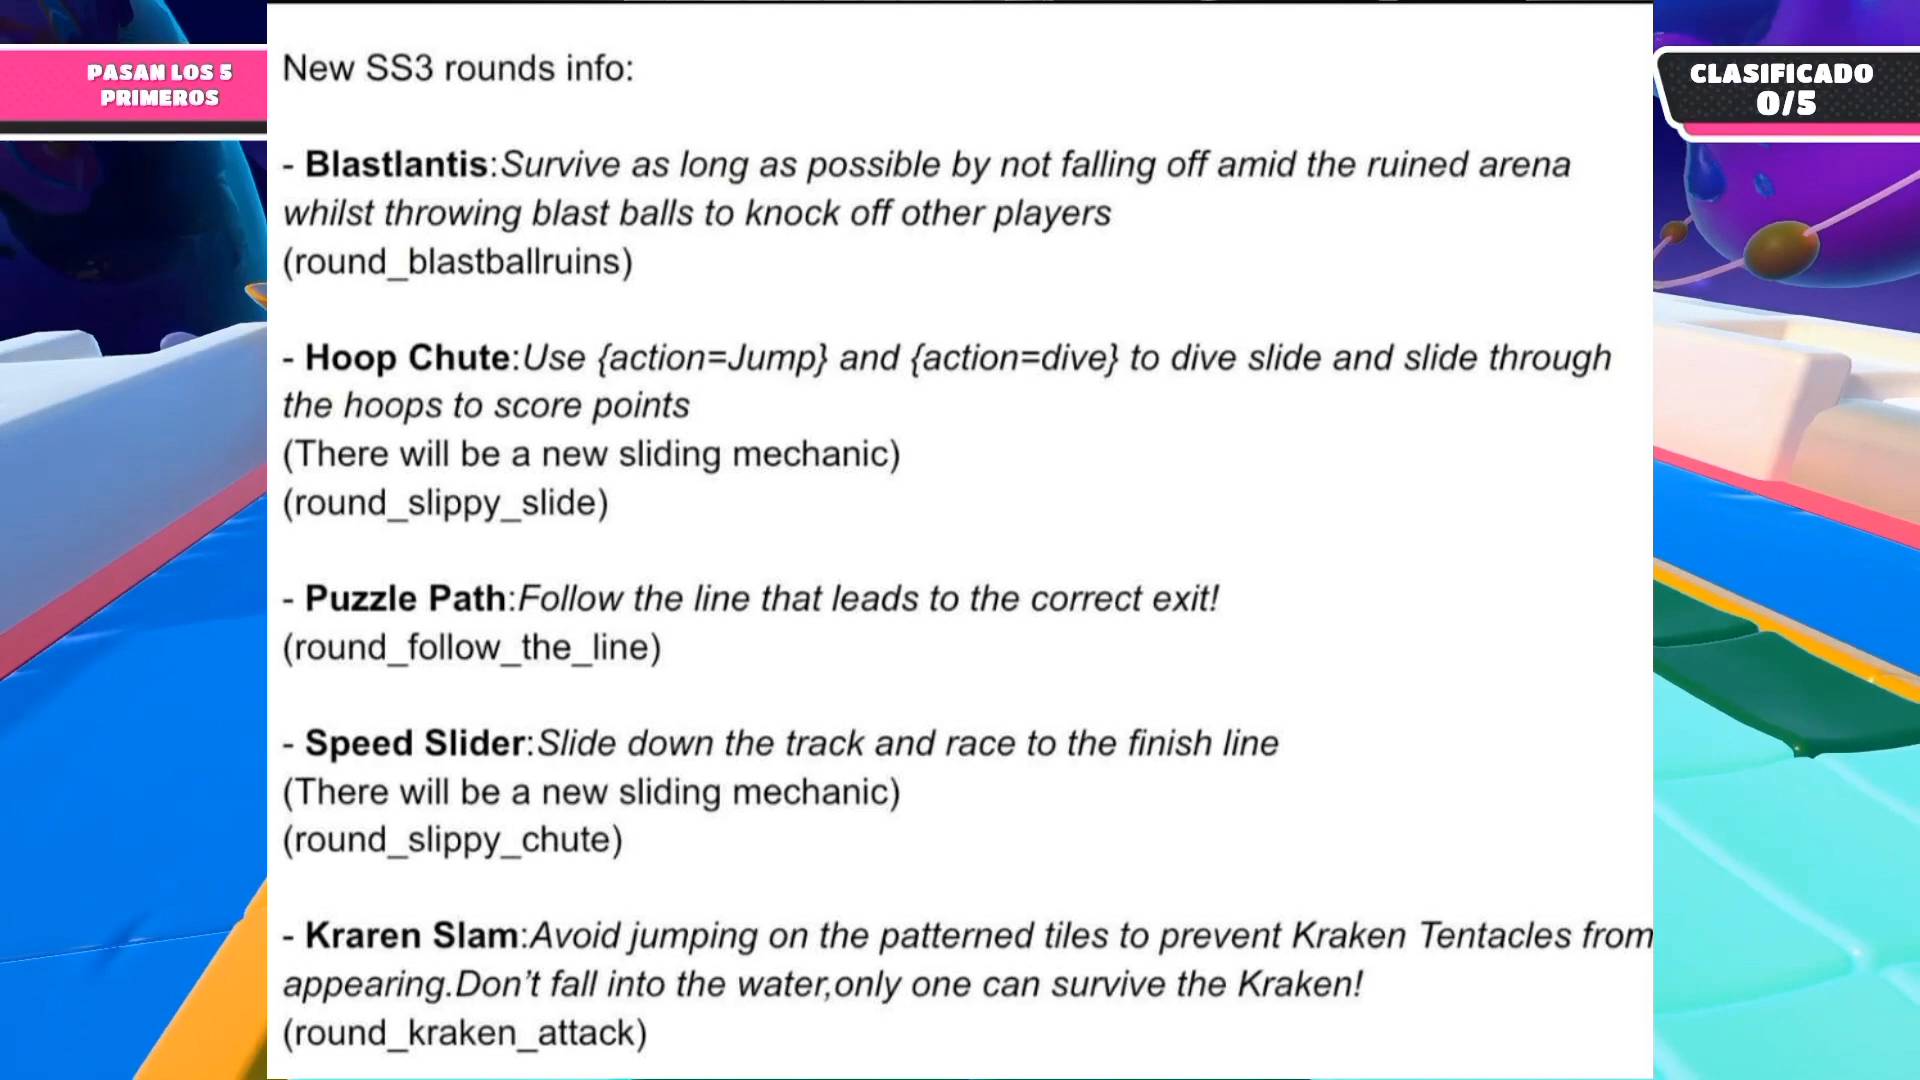 PASAN LOS 5
PRIMEROS
CLASIFICADO
0/5
New SS3 rounds info:
- Blastlantis:Survive as long as possible by not falling off amid the ruined arena
whilst throwing blast balls to knock off other players
(round_blastballruins)
- Hoop Chute:Use {action=Jump} and {action=dive} to dive slide and slide through
the hoops to score points
(There will be a new sliding mechanic)
(round_slippy_slide)
- Puzzle Path:Follow the line that leads to the correct exit!
(round_follow_the_line)
- Speed Slider:Slide down the track and race to the finish line
(There will be a new sliding mechanic)
(round_slippy_chute)
- Kraren Slam:Avoid jumping on the patterned tiles to prevent Kraken Tentacles from
appearing.Don’t fall into the water,only one can survive the Kraken!
(round_kraken_attack)